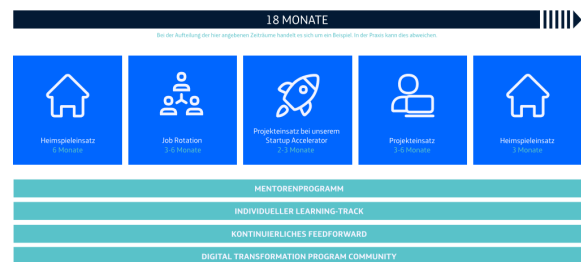 18 MONATE
Bei der Aufteilung der hier angebenen Zeiträume handelt es sich um ein Beispiel. In der Praxis kann dies abweichen.
Heimspieleinsatz
6 Monate
Job Rotation
3-6 Monate
Projekteinsatz bei unserem
Startup Accelerator
2-3 Monate
Projekteinsatz
3-6 Monate
Heimspieleinsatz
3 Monate
MENTORENPROGRAMM
INDIVIDUELLER LEARNING-TRACK
KONTINUIERLICHES FEEDFORWARD
DIGITAL TRANSFORMATION PROGRAM COMMUNITY